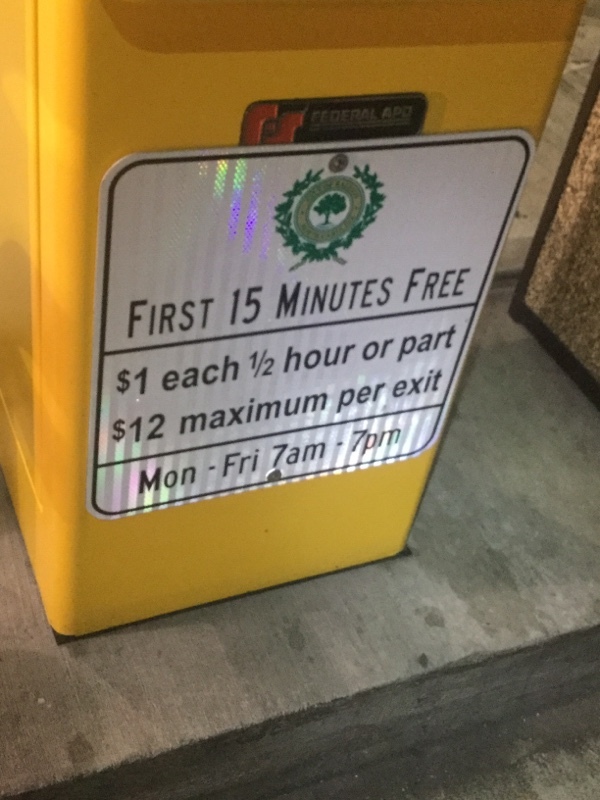 FEDERAL APD
FIRST 15 MINUTES FREE
$1 each ½ hour or part
$12 maximum per exit
Mon - Fri 7am - 7pm